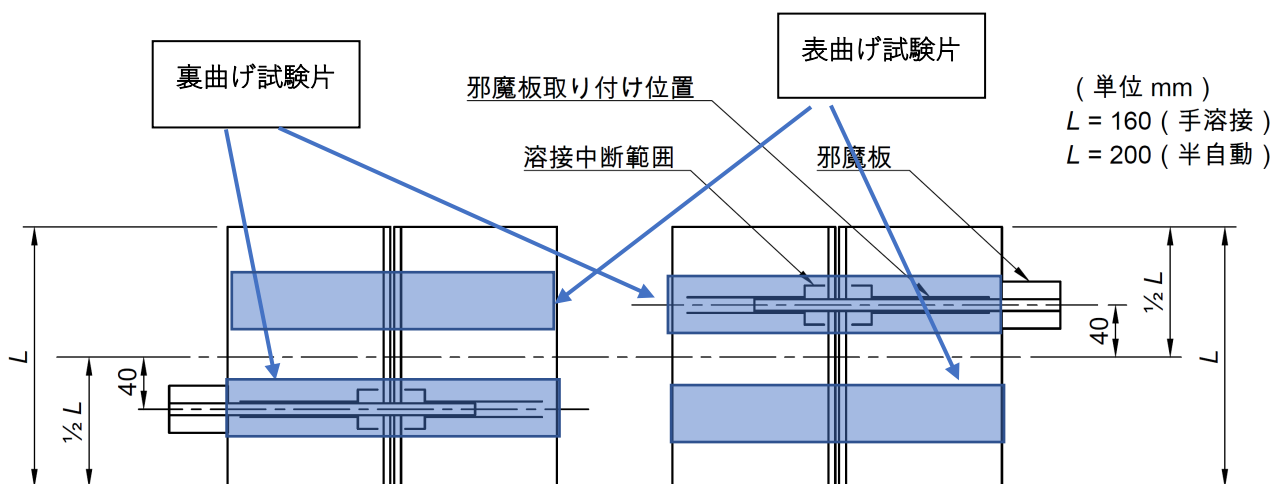 裏曲げ試験片
表曲げ試験片
邪魔板取り付け位置
溶接中断範囲
邪魔板
（単位 mm）
L = 160（手溶接）
L = 200（半自動）
L
½ L
40
40
½ L
L